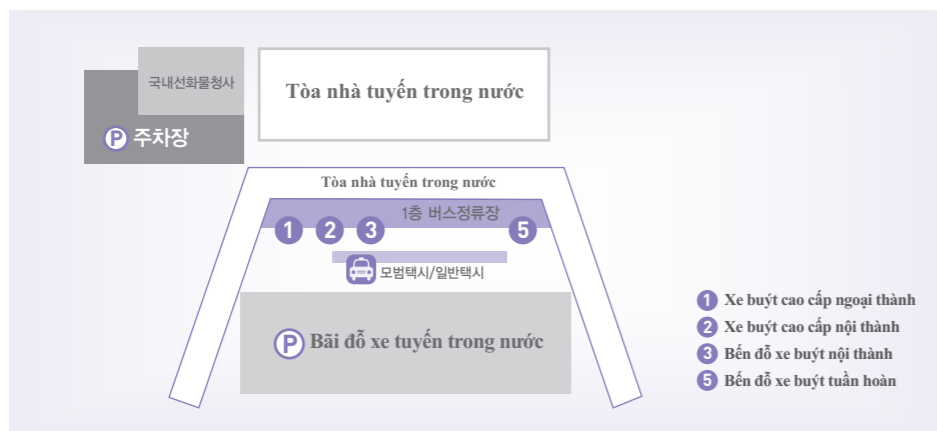 국내선화물청사
Tòa nhà tuyến trong nước
P 주차장
Tòa nhà tuyến trong nước
1층 버스정류장
1 2 3 5
모범택시/일반택시
P Bãi đỗ xe tuyến trong nước
1 Xe buýt cao cấp ngoại thành
2 Xe buýt cao cấp nội thành
3 Bến đỗ xe buýt nội thành
5 Bến đỗ xe buýt tuần hoàn